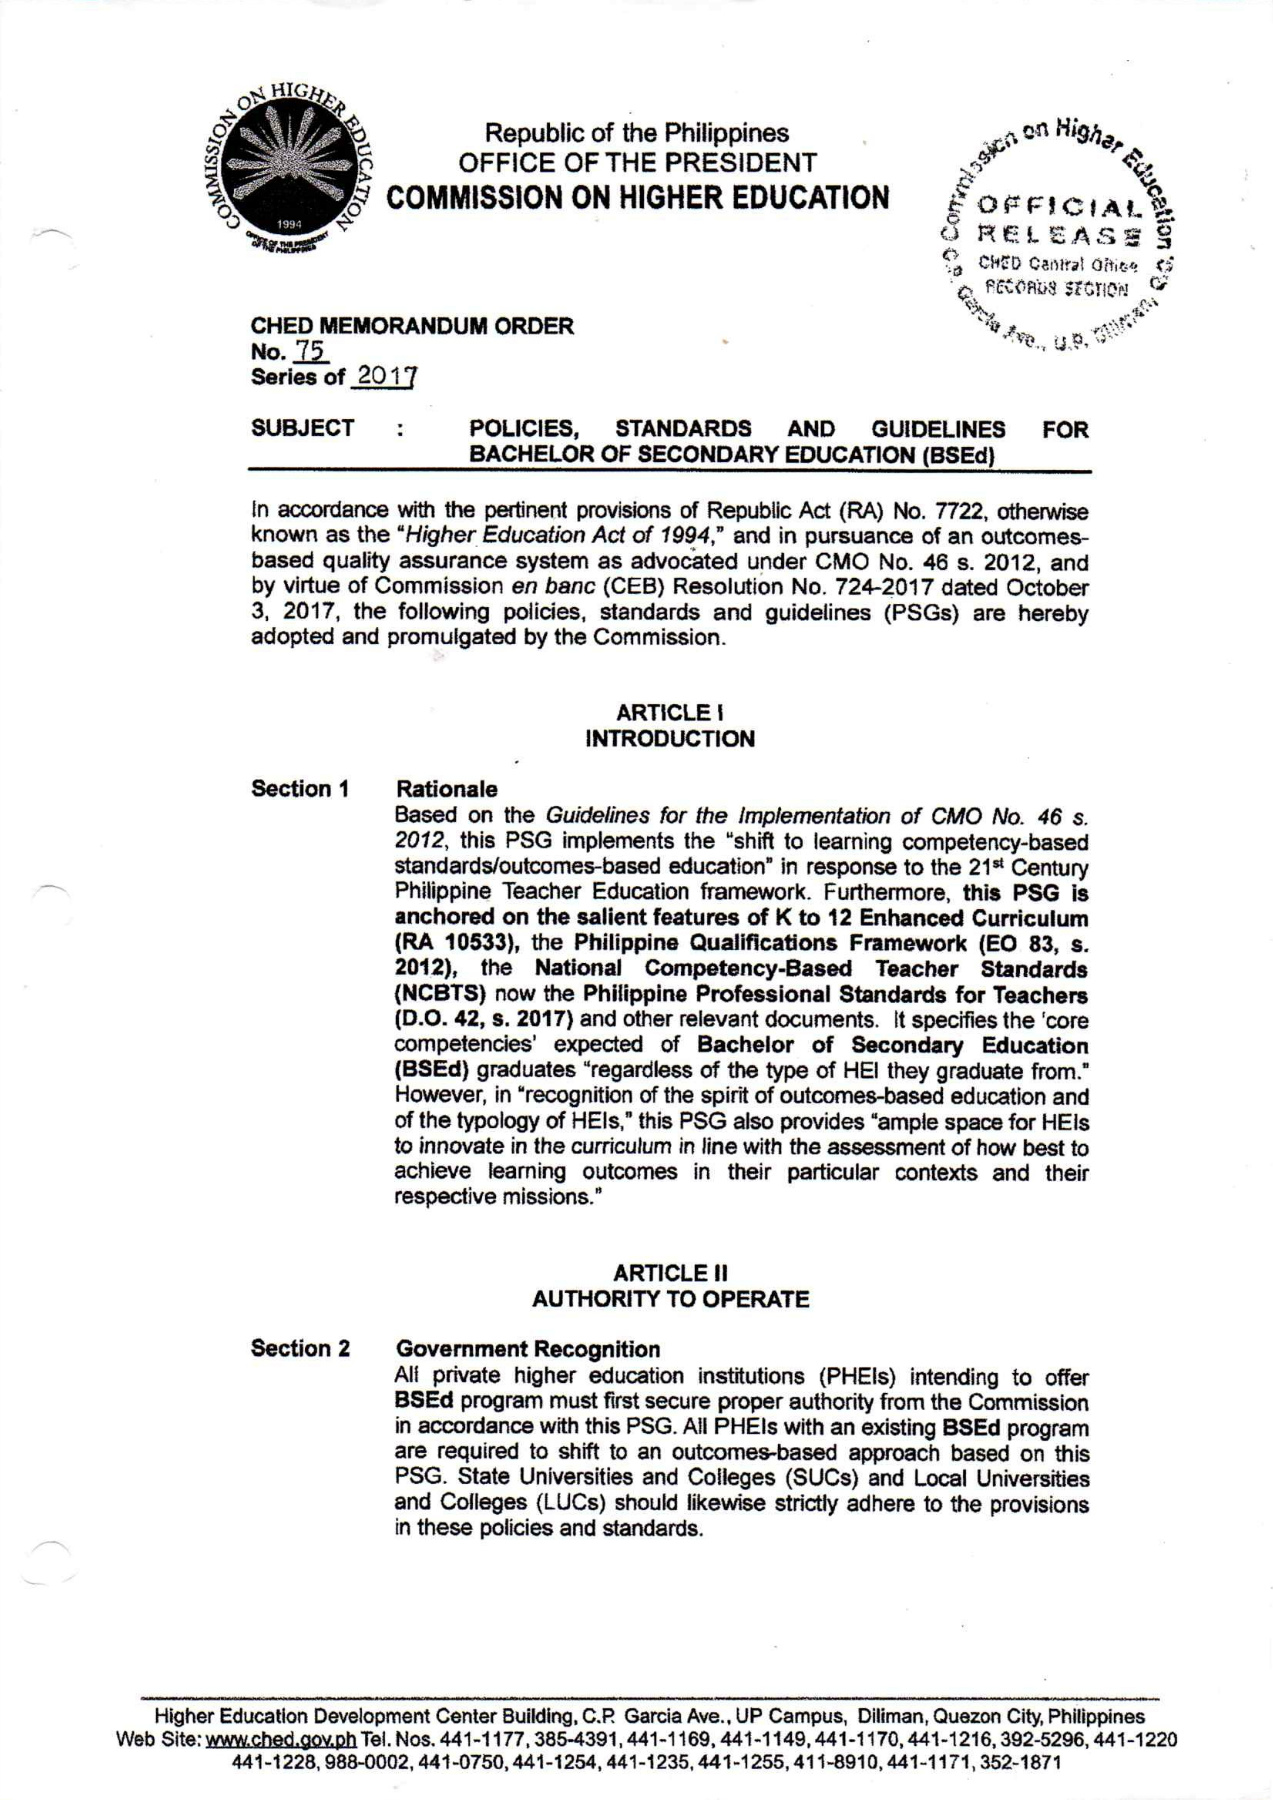 COMMISSION ON HIGHER EDUCATION
1994
OFFICE OF THE PRESIDENT
OF THE PHILIPPINES
Republic of the Philippines
OFFICE OF THE PRESIDENT
COMMISSION ON HIGHER EDUCATION
Commission on Higher Education
OFFICIAL
RELEASE
CHED Central Office
RECORDS SECTION
C.P. Garcia Ave., U.P. Diliman,
CHED MEMORANDUM ORDER
No. 75
Series of 2017
SUBJECT : POLICIES, STANDARDS AND GUIDELINES FOR
BACHELOR OF SECONDARY EDUCATION (BSEd)
In accordance with the pertinent provisions of Republic Act (RA) No. 7722, otherwise
known as the "Higher Education Act of 1994," and in pursuance of an outcomes-
based quality assurance system as advocated under CMO No. 46 s. 2012, and
by virtue of Commission en banc (CEB) Resolution No. 724-2017 dated October
3, 2017, the following policies, standards and guidelines (PSGs) are hereby
adopted and promulgated by the Commission.
ARTICLE I
INTRODUCTION
Section 1 Rationale
Based on the Guidelines for the Implementation of CMO No. 46 s.
2012, this PSG implements the "shift to learning competency-based
standards/outcomes-based education" in response to the 21st Century
Philippine Teacher Education framework. Furthermore, this PSG is
anchored on the salient features of K to 12 Enhanced Curriculum
(RA 10533), the Philippine Qualifications Framework (EO 83, s.
2012), the National Competency-Based Teacher Standards
(NCBTS) now the Philippine Professional Standards for Teachers
(D.O. 42, s. 2017) and other relevant documents. It specifies the 'core
competencies' expected of Bachelor of Secondary Education
(BSEd) graduates "regardless of the type of HEI they graduate from."
However, in "recognition of the spirit of outcomes-based education and
of the typology of HEIs," this PSG also provides "ample space for HEIs
to innovate in the curriculum in line with the assessment of how best to
achieve learning outcomes in their particular contexts and their
respective missions."
ARTICLE II
AUTHORITY TO OPERATE
Section 2 Government Recognition
All private higher education institutions (PHEIs) intending to offer
BSEd program must first secure proper authority from the Commission
in accordance with this PSG. All PHEIs with an existing BSEd program
are required to shift to an outcomes-based approach based on this
PSG. State Universities and Colleges (SUCs) and Local Universities
and Colleges (LUCs) should likewise strictly adhere to the provisions
in these policies and standards.
Higher Education Development Center Building, C.P. Garcia Ave., UP Campus, Diliman, Quezon City, Philippines
Web Site: www.ched.gov.ph Tel. Nos. 441-1177, 385-4391, 441-1169, 441-1149, 441-1170, 441-1216, 392-5296, 441-1220
441-1228, 988-0002, 441-0750, 441-1254, 441-1235, 441-1255, 411-8910, 441-1171, 352-1871